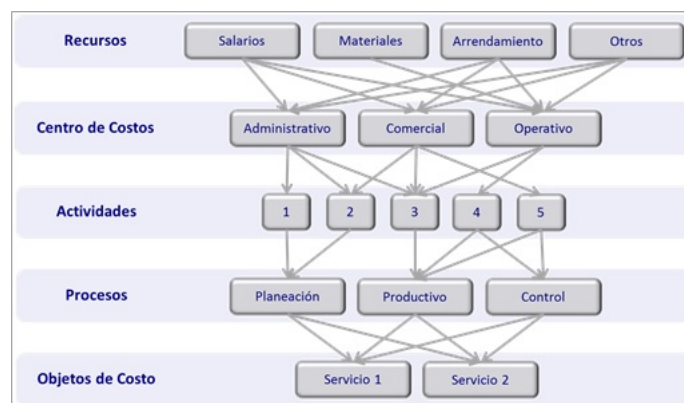 Recursos
Salarios
Materiales
Arrendamiento
Otros
Centro de Costos
Administrativo
Comercial
Operativo
Actividades
1
2
3
4
5
Procesos
Planeación
Productivo
Control
Objetos de Costo
Servicio 1
Servicio 2